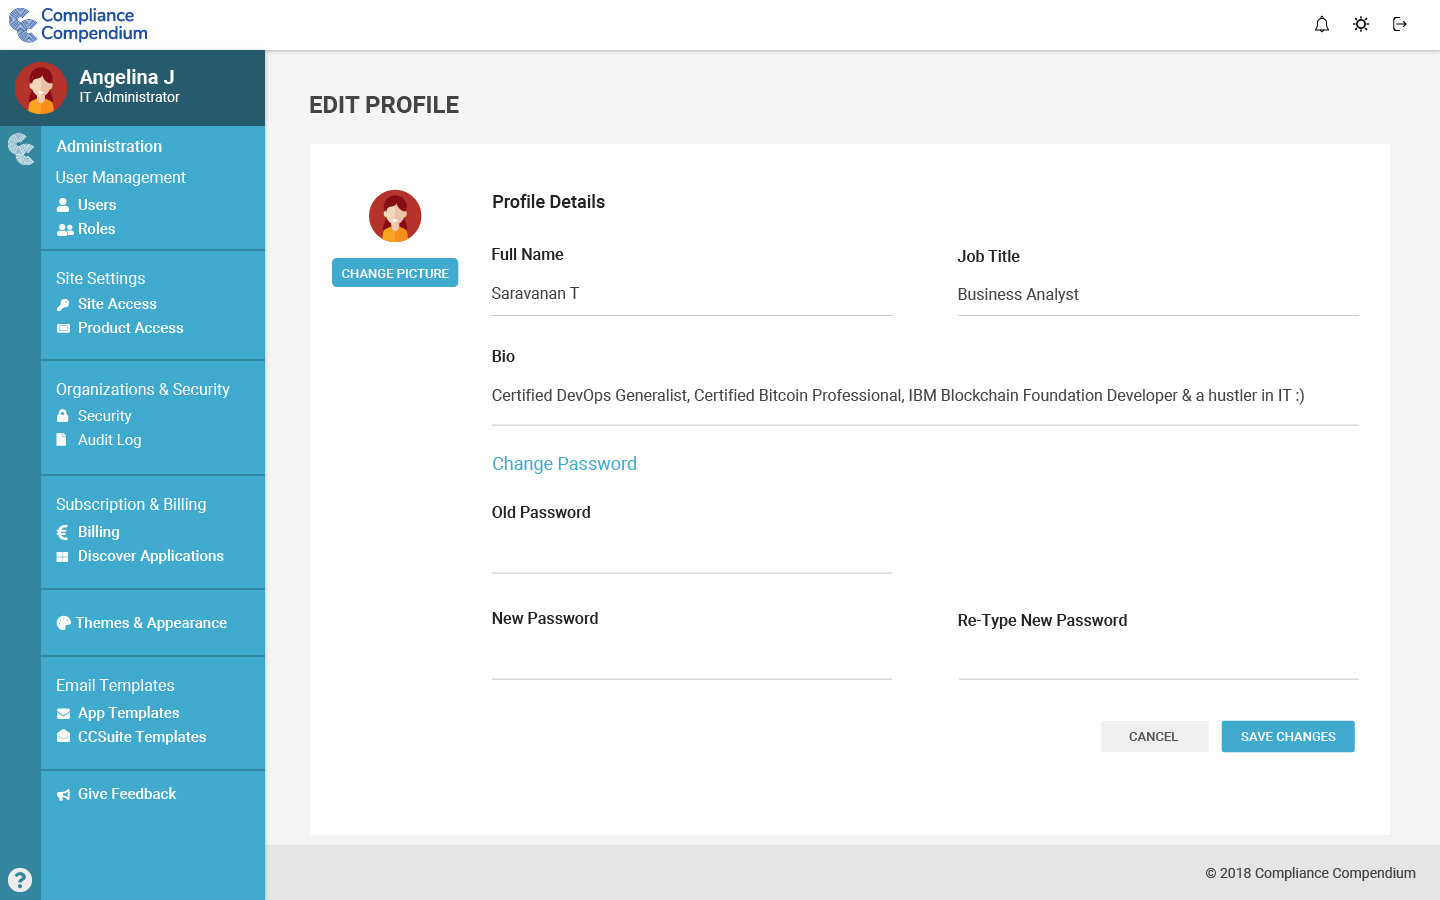 Compliance
Compendium
Angelina J
IT Administrator
Administration
User Management
Users
Roles
Site Settings
Site Access
Product Access
Organizations & Security
Security
Audit Log
Subscription & Billing
Billing
Discover Applications
Themes & Appearance
Email Templates
App Templates
CCSuite Templates
Give Feedback
?
EDIT PROFILE
CHANGE PICTURE
Profile Details
Full Name
Saravanan T
Job Title
Business Analyst
Bio
Certified DevOps Generalist, Certified Bitcoin Professional, IBM Blockchain Foundation Developer & a hustler in IT :)
Change Password
Old Password
New Password
Re-Type New Password
CANCEL
SAVE CHANGES
© 2018 Compliance Compendium